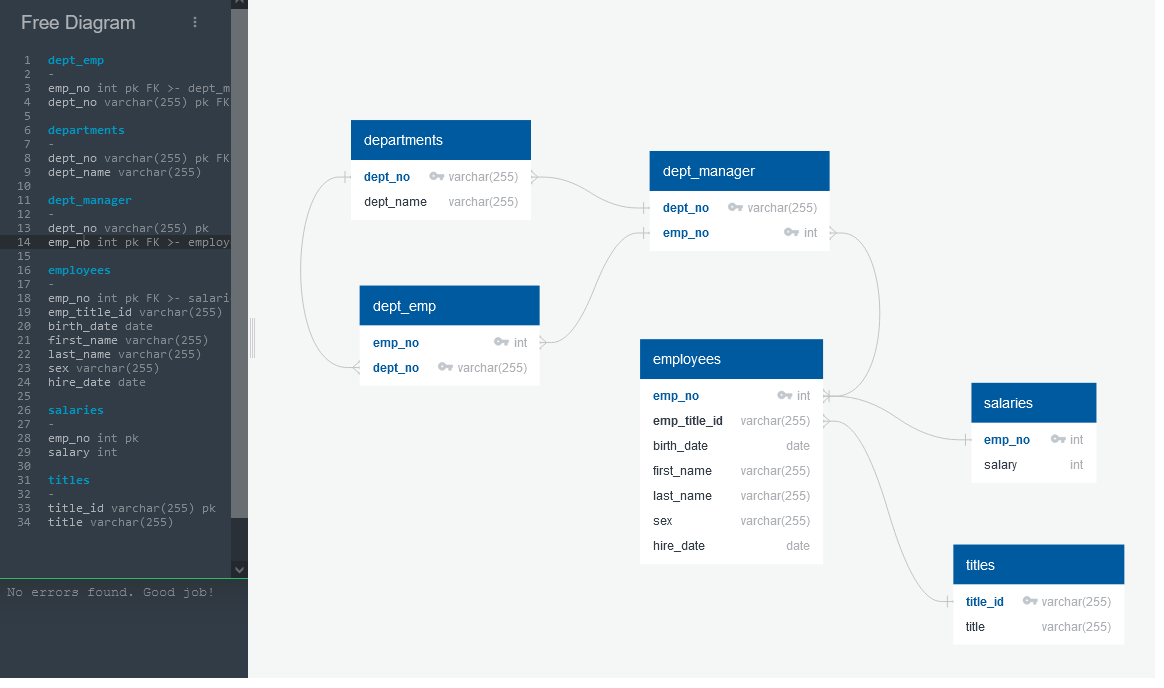 Free Diagram
1 dept_emp
2 -
3 emp_no int pk FK >- dept_m
4 dept_no varchar(255) pk FK
5
6 departments
7 -
8 dept_no varchar(255) pk FK
9 dept_name varchar(255)
10
11 dept_manager
12 -
13 dept_no varchar(255) pk
14 emp_no int pk FK >- employ
15
16 employees
17 -
18 emp_no int pk FK >- salari
19 emp_title_id varchar(255)
20 birth_date date
21 first_name varchar(255)
22 last_name varchar(255)
23 sex varchar(255)
24 hire_date date
25
26 salaries
27 -
28 emp_no int pk
29 salary int
30
31 titles
32 -
33 title_id varchar(255) pk
34 title varchar(255)
No errors found. Good job!
departments
dept_no varchar(255)
dept_name varchar(255)
dept_manager
dept_no varchar(255)
emp_no int
dept_emp
emp_no int
dept_no varchar(255)
employees
emp_no int
emp_title_id varchar(255)
birth_date date
first_name varchar(255)
last_name varchar(255)
sex varchar(255)
hire_date date
salaries
emp_no int
salary int
titles
title_id varchar(255)
title varchar(255)